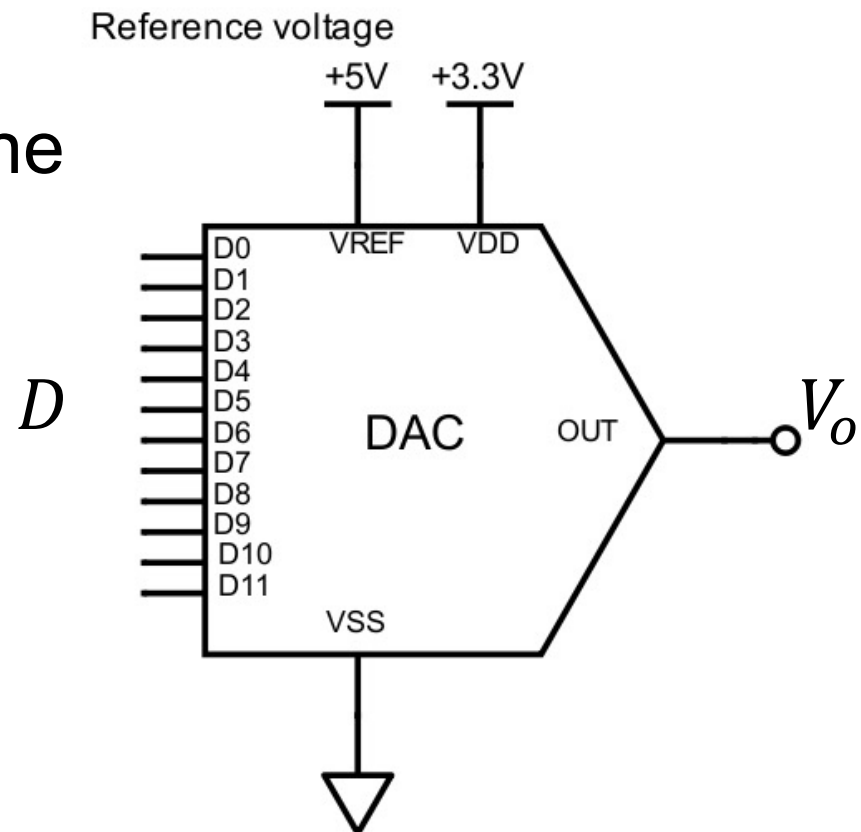 Reference voltage
+5V +3.3V
VREF VDD
D0
D1
D2
D3
D4
D D5 DAC OUT Vo
D6
D7
D8
D9
D10
D11
VSS